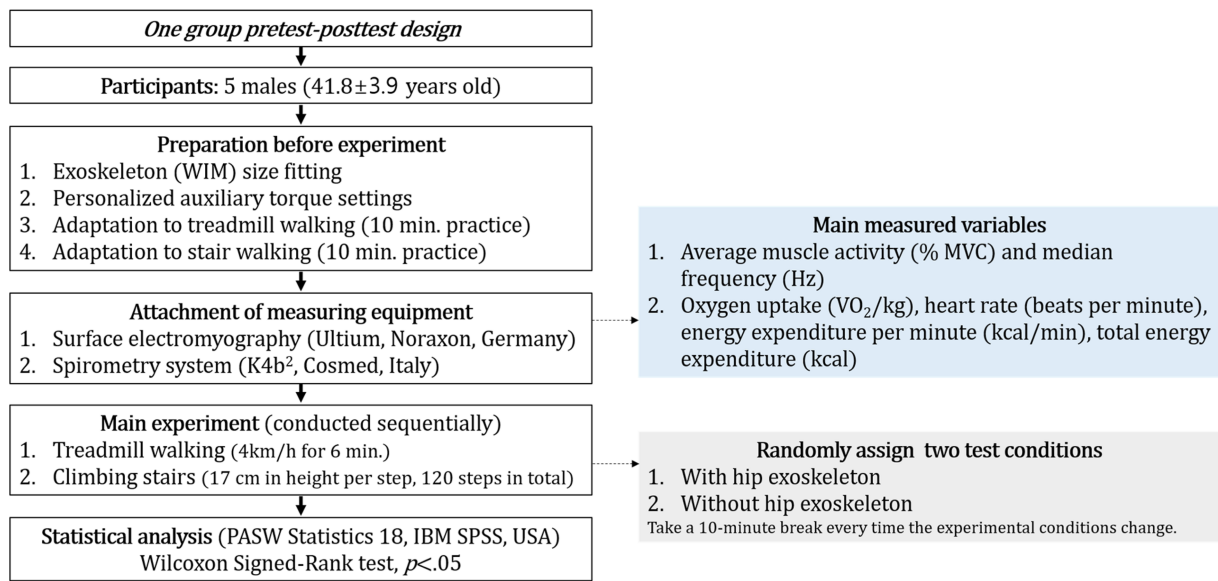 One group pretest-posttest design
Participants: 5 males (41.8±3.9 years old)
Preparation before experiment
1. Exoskeleton (WIM) size fitting
2. Personalized auxiliary torque settings
3. Adaptation to treadmill walking (10 min. practice)
4. Adaptation to stair walking (10 min. practice)
Attachment of measuring equipment
1. Surface electromyography (Ultium, Noraxon, Germany)
2. Spirometry system (K4b², Cosmed, Italy)
Main experiment (conducted sequentially)
1. Treadmill walking (4km/h for 6 min.)
2. Climbing stairs (17 cm in height per step, 120 steps in total)
Statistical analysis (PASW Statistics 18, IBM SPSS, USA)
Wilcoxon Signed-Rank test, p<.05
Main measured variables
1. Average muscle activity (% MVC) and median
frequency (Hz)
2. Oxygen uptake (VO₂/kg), heart rate (beats per minute),
energy expenditure per minute (kcal/min), total energy
expenditure (kcal)
Randomly assign two test conditions
1. With hip exoskeleton
2. Without hip exoskeleton
Take a 10-minute break every time the experimental conditions change.